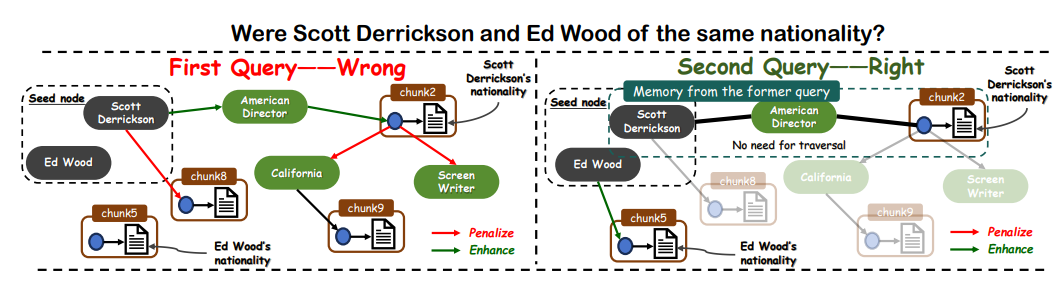 Were Scott Derrickson and Ed Wood of the same nationality?
First Query——Wrong
Scott
Derrickson's
nationality
Seed node
Scott
Derrickson
American
Director
chunk2
Ed Wood
chunk8
California
Screen
Writer
chunk5
chunk9
Ed Wood's
nationality
Penalize
Enhance
Second Query——Right
Scott
Derrickson's
nationality
Seed node
Memory from the former query
Scott
Derrickson
American
Director
chunk2
No need for traversal
Ed Wood
chunk8
California
Screen
Writer
chunk5
chunk9
Ed Wood's
nationality
Penalize
Enhance